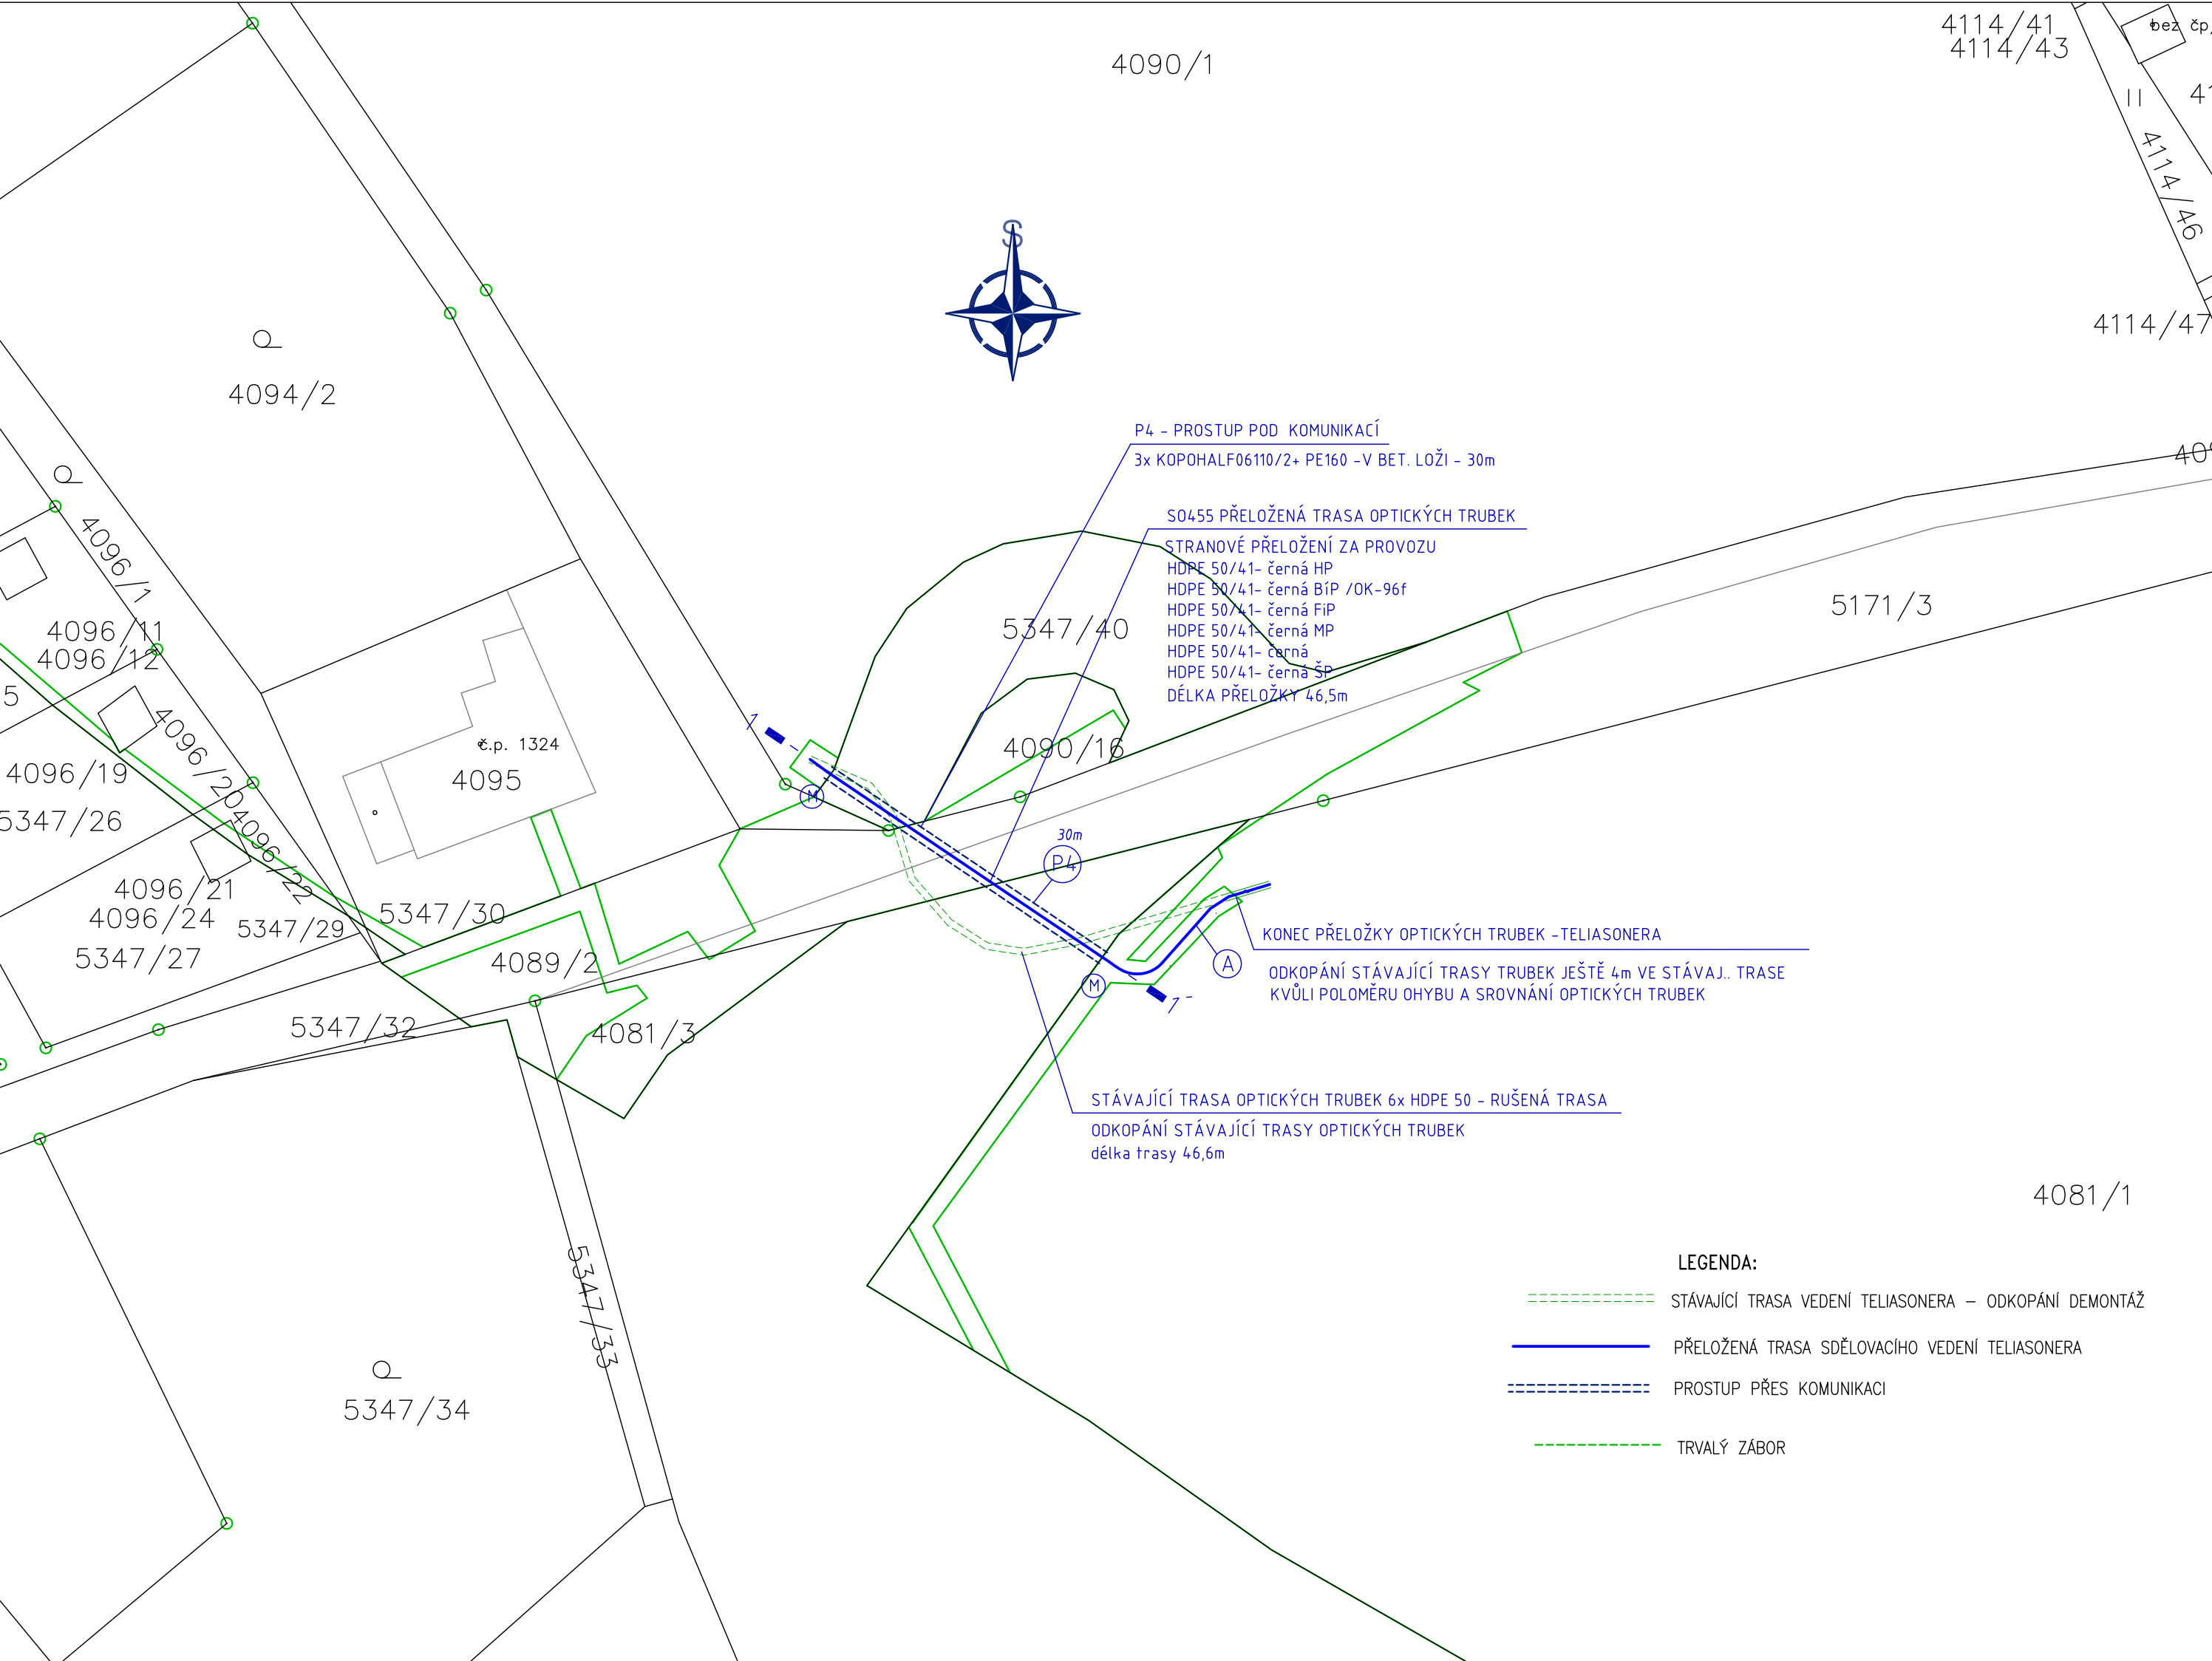 4090/1
4114/41
4114/43
bez čp.
4114/46
4114/47
S
4094/2
P4 - PROSTUP POD KOMUNIKACÍ
3x KOPOHALF06110/2+ PE160 -V BET. LOŽI - 30m
SO455 PŘELOŽENÁ TRASA OPTICKÝCH TRUBEK
STRANOVÉ PŘELOŽENÍ ZA PROVOZU
HDPE 50/41- černá HP
HDPE 50/41- černá BíP /OK-96f
HDPE 50/41- černá FiP
HDPE 50/41- černá MP
HDPE 50/41- černá
HDPE 50/41- černá ŠP
DÉLKA PŘELOŽKY 46,5m
5347/40
5171/3
4096/1
4096/11
4096/12
5
4096/19
5347/26
4096/20
4096/22
4096/21
4096/24
5347/27
5347/29
5347/30
č.p. 1324
4095
4090/16
1
M
30m
P4
A
M
1-
KONEC PŘELOŽKY OPTICKÝCH TRUBEK -TELIASONERA
ODKOPÁNÍ STÁVAJÍCÍ TRASY TRUBEK JEŠTĚ 4m VE STÁVAJ.. TRASE
KVŮLI POLOMĚRU OHYBU A SROVNÁNÍ OPTICKÝCH TRUBEK
4089/2
5347/32
4081/3
STÁVAJÍCÍ TRASA OPTICKÝCH TRUBEK 6x HDPE 50 - RUŠENÁ TRASA
ODKOPÁNÍ STÁVAJÍCÍ TRASY OPTICKÝCH TRUBEK
délka trasy 46,6m
4081/1
5347/33
5347/34
LEGENDA:
STÁVAJÍCÍ TRASA VEDENÍ TELIASONERA – ODKOPÁNÍ DEMONTÁŽ
PŘELOŽENÁ TRASA SDĚLOVACÍHO VEDENÍ TELIASONERA
PROSTUP PŘES KOMUNIKACI
TRVALÝ ZÁBOR